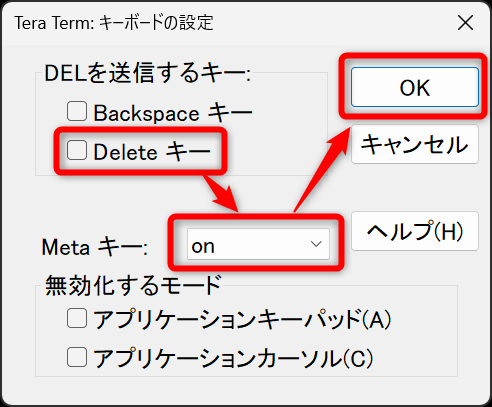 Tera Term: キーボードの設定
DELを送信するキー:
Backspace キー
Delete キー
OK
キャンセル
Meta キー:
on
ヘルプ(H)
無効化するモード
アプリケーションキーパッド(A)
アプリケーションカーソル(C)